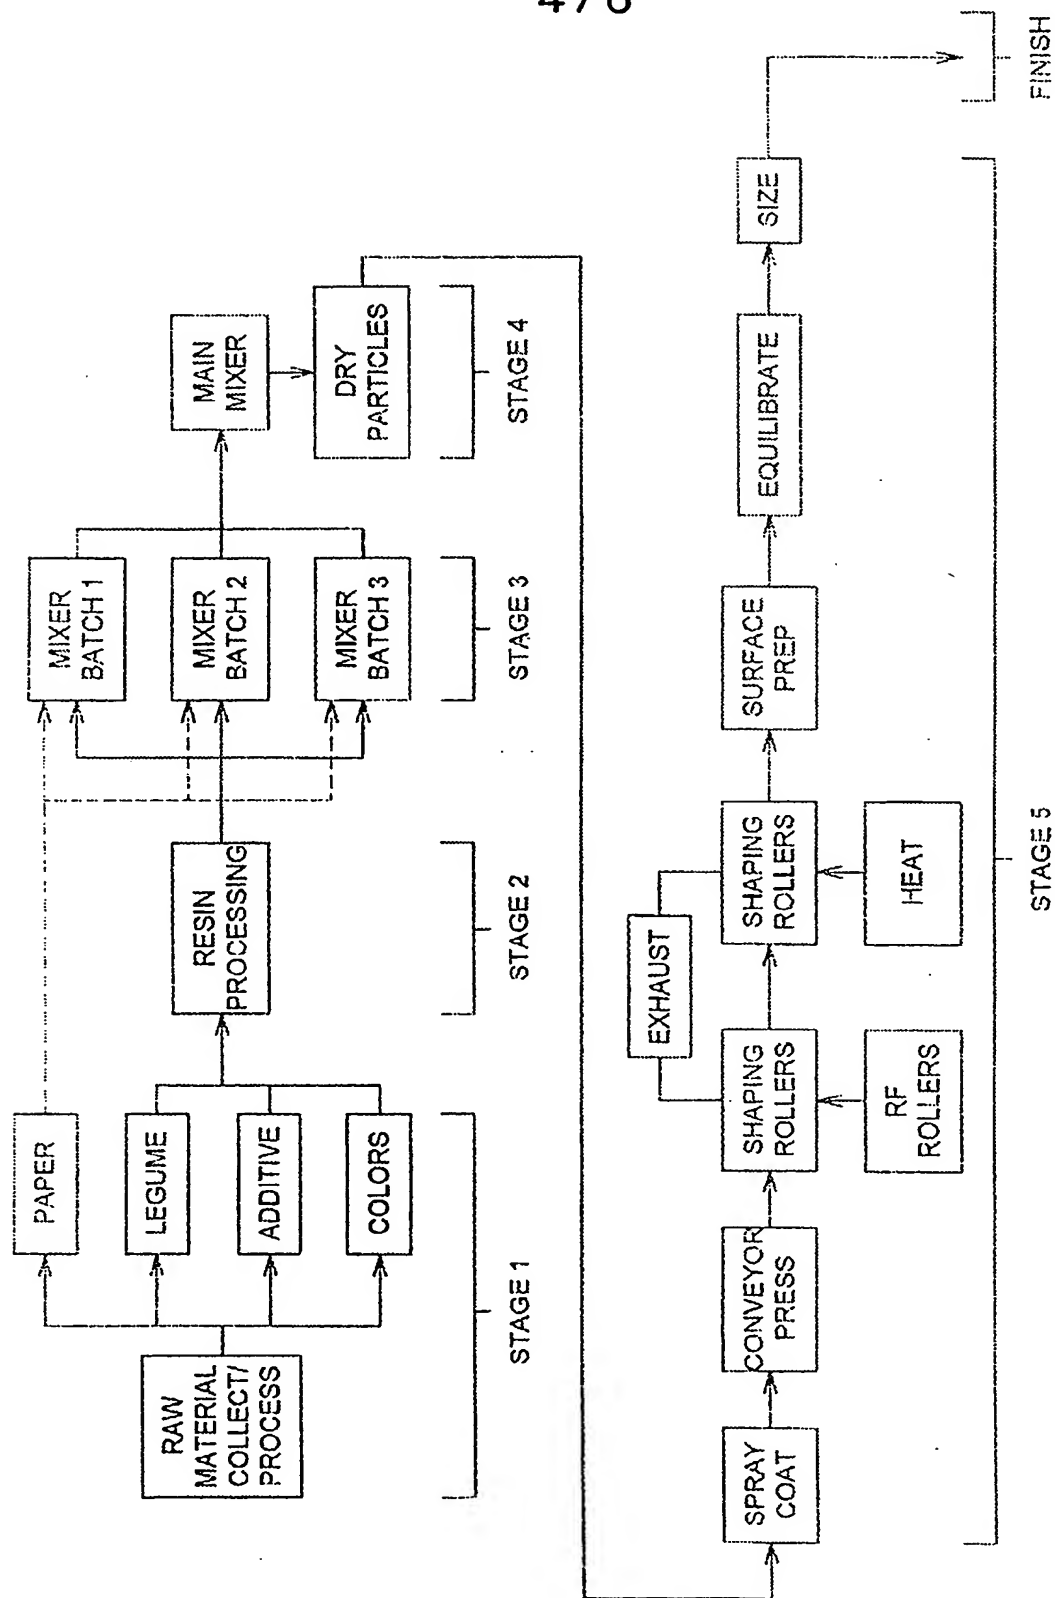 4/8
RAW
MATERIAL
COLLECT/
PROCESS
PAPER
LEGUME
ADDITIVE
COLORS
STAGE 1
RESIN
PROCESSING
STAGE 2
MIXER
BATCH 1
MIXER
BATCH 2
MIXER
BATCH 3
STAGE 3
MAIN
MIXER
DRY
PARTICLES
STAGE 4
SPRAY
COAT
CONVEYOR
PRESS
SHAPING
ROLLERS
RF
ROLLERS
EXHAUST
SHAPING
ROLLERS
HEAT
SURFACE
PREP
EQUILIBRATE
SIZE
STAGE 5
FINISH